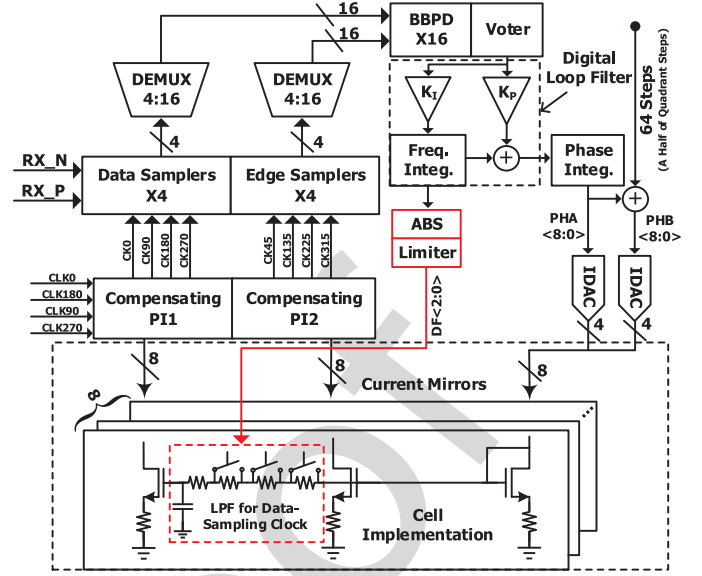 16
16
BBPD
X16
Voter
DEMUX
4:16
DEMUX
4:16
Digital
Loop Filter
64 Steps
(A Half of Quadrant Steps)
KI
KP
4
4
RX_N
RX_P
Data Samplers
X4
Edge Samplers
X4
Freq.
Integ.
+
Phase
Integ.
+
CK0
CK90
CK180
CK270
CK45
CK135
CK225
CK315
ABS
Limiter
PHA
<8:0>
PHB
<8:0>
CLK0
CLK180
CLK90
CLK270
Compensating
PI1
Compensating
PI2
DF<2:0>
IDAC
IDAC
4
4
8
8
8
Current Mirrors
8
LPF for Data-
Sampling Clock
Cell
Implementation